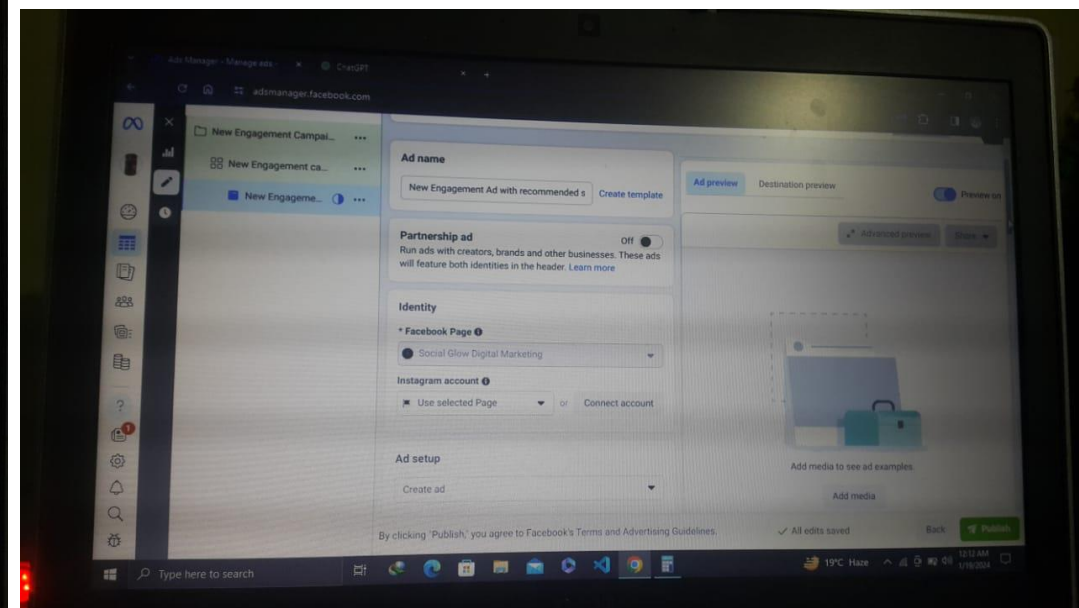 Ads Manager - Manage ads
ChatGPT
adsmanager.facebook.com
New Engagement Campai...
New Engagement ca...
New Engageme...
Ad name
New Engagement Ad with recommended s
Create template
Partnership ad
Off
Run ads with creators, brands and other businesses. These ads
will feature both identities in the header. Learn more
Identity
* Facebook Page
Social Glow Digital Marketing
Instagram account
Use selected Page
or
Connect account
Ad setup
Create ad
Ad preview
Destination preview
Preview on
Advanced preview
Share
Add media to see ad examples
Add media
By clicking 'Publish,' you agree to Facebook's Terms and Advertising Guidelines.
All edits saved
Back
Publish
1
Type here to search
19°C Haze
12:12 AM